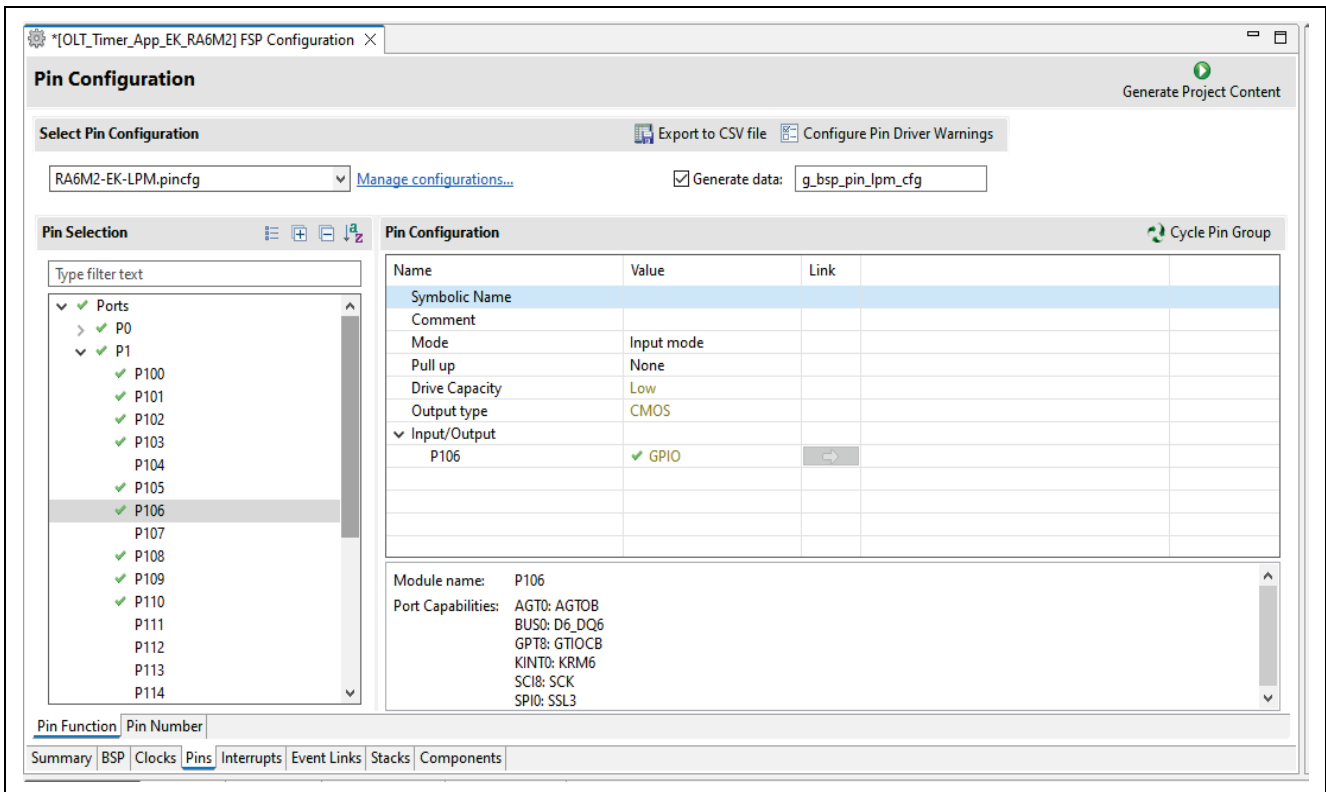 *[OLT_Timer_App_EK_RA6M2] FSP Configuration
Pin Configuration
Generate Project Content
Select Pin Configuration
Export to CSV file
Configure Pin Driver Warnings
RA6M2-EK-LPM.pincfg
Manage configurations...
Generate data:
g_bsp_pin_lpm_cfg
Pin Selection
Type filter text
Ports
P0
P1
P100
P101
P102
P103
P104
P105
P106
P107
P108
P109
P110
P111
P112
P113
P114
Pin Configuration
Cycle Pin Group
Name Value Link
Symbolic Name
Comment
Mode Input mode
Pull up None
Drive Capacity Low
Output type CMOS
Input/Output
P106 GPIO
Module name: P106
Port Capabilities: AGT0: AGTOB
BUS0: D6_DQ6
GPT8: GTIOCB
KINT0: KRM6
SCI8: SCK
SPI0: SSL3
Pin Function Pin Number
Summary BSP Clocks Pins Interrupts Event Links Stacks Components